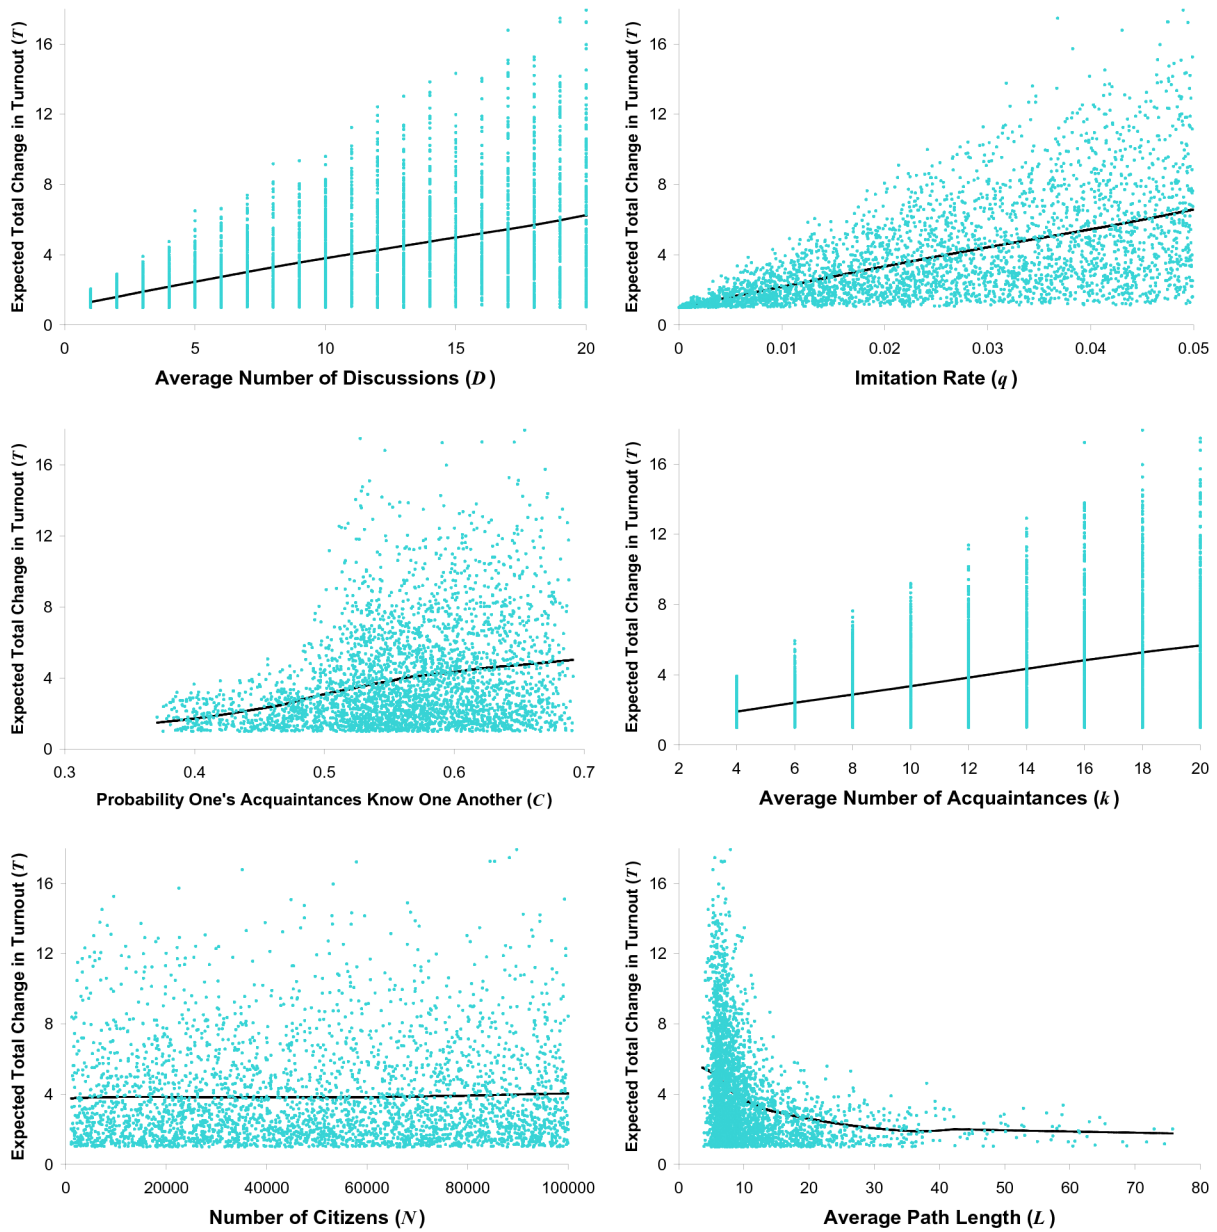 Expected Total Change in Turnout (T)
16
12
8
4
0
0 5 10 15 20
Average Number of Discussions (D)
Expected Total Change in Turnout (T)
16
12
8
4
0
0 0.01 0.02 0.03 0.04 0.05
Imitation Rate (q)
Expected Total Change in Turnout (T)
16
12
8
4
0
0.3 0.4 0.5 0.6 0.7
Probability One's Acquaintances Know One Another (C)
Expected Total Change in Turnout (T)
16
12
8
4
0
2 4 6 8 10 12 14 16 18 20
Average Number of Acquaintances (k)
Expected Total Change in Turnout (T)
16
12
8
4
0
0 20000 40000 60000 80000 100000
Number of Citizens (N)
Expected Total Change in Turnout (T)
16
12
8
4
0
0 10 20 30 40 50 60 70 80
Average Path Length (L)